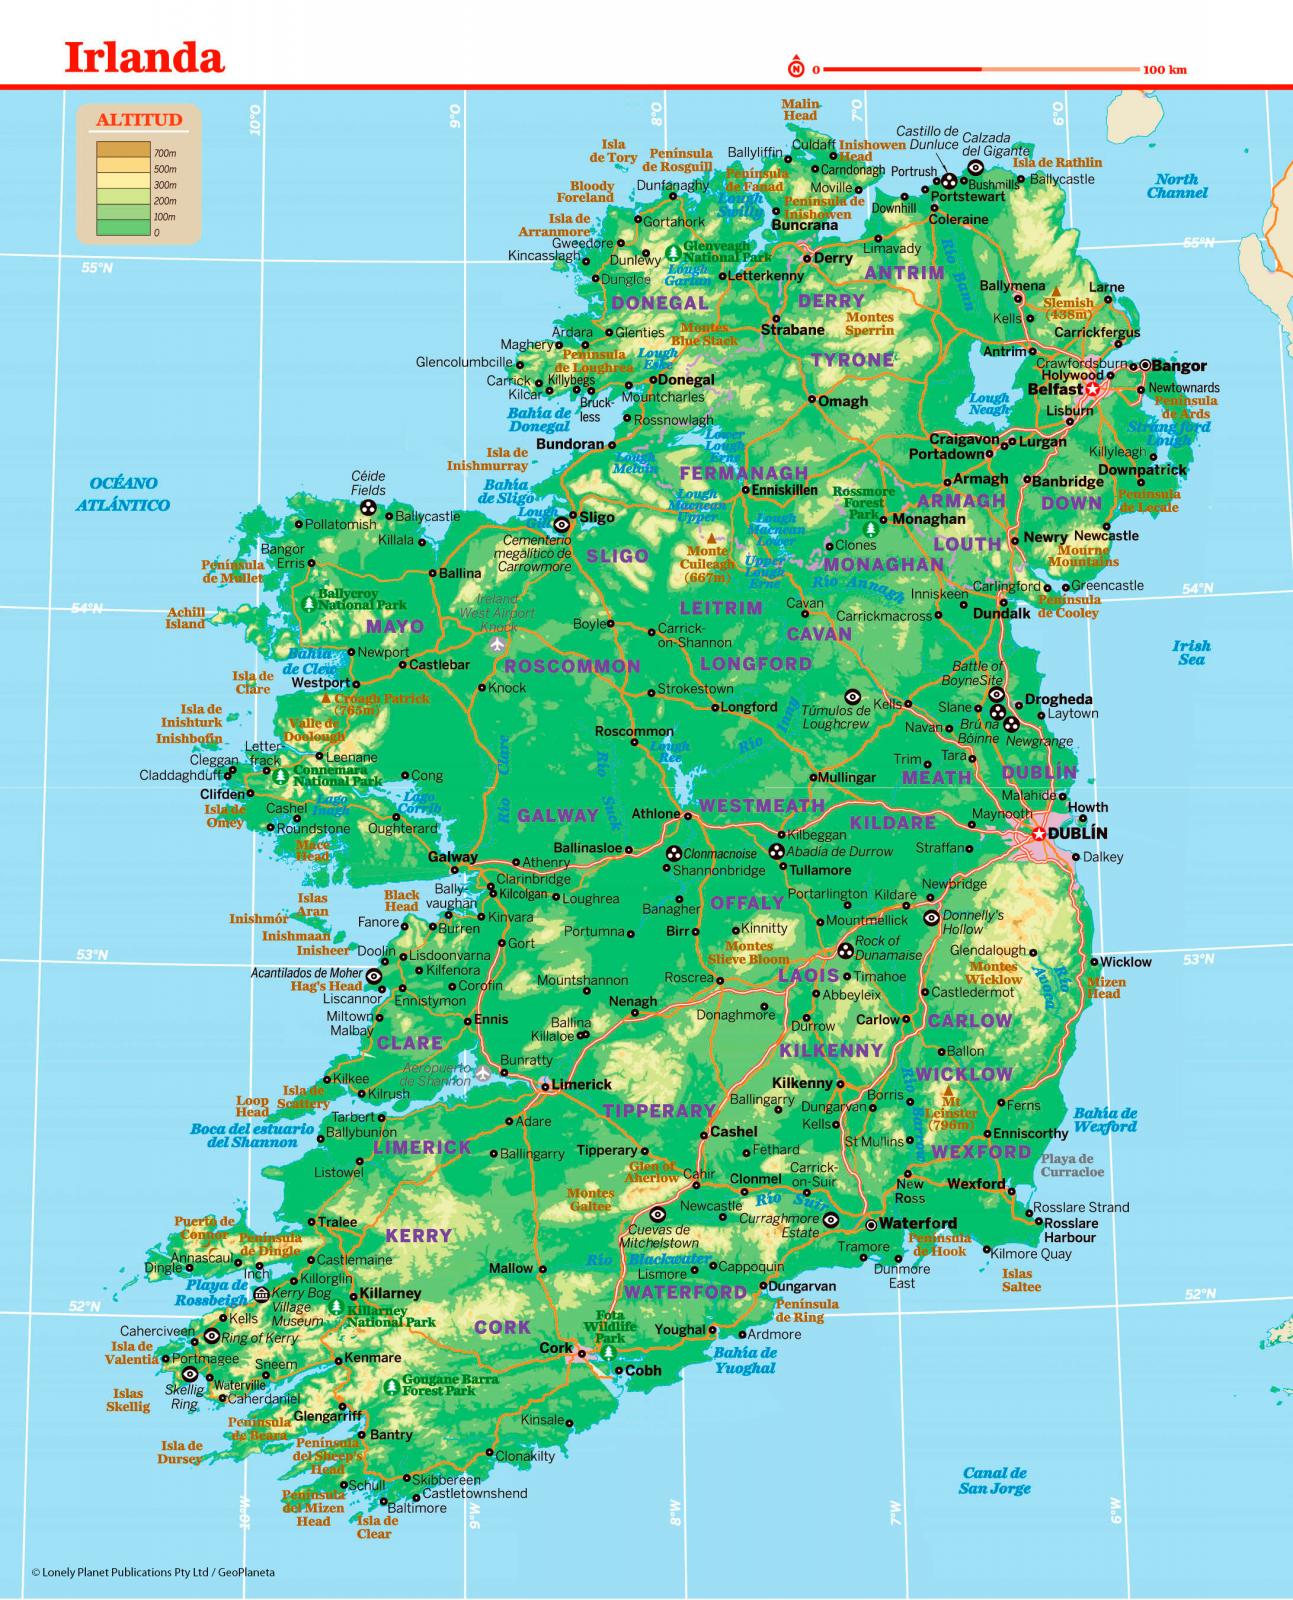 Irlanda
0
100 km
ALTITUD
700m
500m
300m
200m
100m
0
10°O
9°O
8°O
7°O
6°O
Malin
Head
Culdaff
Inishowen
Head
Ballyliffin
Carndonagh
Moville
Castillo de
Dunluce
Calzada
del Gigante
Isla de Rathlin
Portrush
Bushmills
Ballycastle
Portstewart
Downhill
Coleraine
North
Channel
Isla
de Tory
Península
de Rosguill
Península
de Fanad
Bloody
Foreland
Dunfanaghy
Lough
Swilly
Península de
Inishowen
Buncrana
Isla de
Arranmore
Gortahork
Gweedore
Kincasslagh
Dunlewy
Glenveagh
National Park
Lough
Gartan
Dungloe
Letterkenny
Derry
Limavady
Río Bann
55°N
55°N
ANTRIM
DONEGAL
DERRY
Ballymena
Larne
Slemish
(438m)
Kells
Montes
Sperrin
Strabane
Carrickfergus
Ardara
Glenties
Montes
Blue Stack
Maghery
Península
de Loughrea
Lough
Eske
TYRONE
Antrim
Crawfordsburn
Bangor
Holywood
Glencolumbcille
Carrick
Killybegs
Donegal
Kilcar
Bruck-
less
Mountcharles
Belfast
Newtownards
Península
de Ards
Omagh
Lough
Neagh
Lisburn
Strangford
Lough
Bahía de
Donegal
Rossnowlagh
Bundoran
Lower
Lough
Erne
Craigavon
Lurgan
Portadown
Killyleagh
Downpatrick
Isla de
Inishmurray
Lough
Melvin
FERMANAGH
Enniskillen
Armagh
Banbridge
Península
de Lecale
OCÉANO
ATLÁNTICO
Céide
Fields
Bahía
de Sligo
Lough
Gill
Sligo
Lough
Macnean
Upper
Rossmore
Forest
Park
ARMAGH
DOWN
Pollatomish
Ballycastle
Killala
Monaghan
Lough
Macnean
Lower
Newry
Newcastle
Cementerio
megalítico de
Carrowmore
SLIGO
Monte
Cuilcagh
(667m)
Clones
LOUTH
Mourne
Mountains
Bangor
Erris
Península
de Mullet
Ballina
Upper
Lough
Erne
MONAGHAN
Río Annagh
Carlingford
Greencastle
Península
de Cooley
54°N
54°N
Ballycroy
National Park
Achill
Island
MAYO
Ireland
West Airport
Knock
Boyle
LEITRIM
Cavan
Inniskeen
Carrickmacross
Dundalk
Carrick-
on-Shannon
CAVAN
Irish
Sea
Bahía
de Clew
Newport
Castlebar
ROSCOMMON
LONGFORD
Battle of
BoyneSite
Westport
Isla de
Clare
Croagh Patrick
(765m)
Knock
Strokestown
Longford
Túmulos de
Loughcrew
Kells
Slane
Drogheda
Laytown
Brú na
Bóinne
Newgrange
Isla de
Inishturk
Inishbofin
Valle de
Doolough
Roscommon
Río Inny
Navan
Letter-
frack
Leenane
Cleggan
Claddaghduff
Connemara
National Park
Cong
Río Clare
Río Suck
Lough
Ree
Mullingar
Trim
Tara
MEATH
DUBLÍN
Clifden
Isla de
Omey
Cashel
Roundstone
Lago
Inagh
Lago
Corrib
Oughterard
Mace
Head
GALWAY
Athlone
WESTMEATH
Malahide
Howth
Maynooth
KILDARE
Kilbeggan
DUBLÍN
Galway
Athenry
Ballinasloe
Clonmacnoise
Abadía de Durrow
Straffan
Dalkey
Shannonbridge
Tullamore
Clarinbridge
Bally-
vaughan
Kilcolgan
Loughrea
Portarlington
Kildare
Newbridge
Black
Head
Islas
Aran
Inishmór
Inishmaan
Inisheer
Fanore
Burren
Kinvara
Banagher
OFFALY
Mountmellick
Donnelly's
Hollow
Portumna
Birr
Kinnitty
Gort
Doolin
Lisdoonvarna
Montes
Slieve Bloom
Rock of
Dunamaise
Glendalough
Wicklow
53°N
53°N
Acantilados de Moher
Hag's Head
Kilfenora
Corofin
Mountshannon
Roscrea
LAOIS
Timahoe
Montes
Wicklow
Río
Avoca
Mizen
Head
Liscannor
Ennistymon
Miltown
Malbay
Ennis
Nenagh
Abbeyleix
Castledermot
Donaghmore
Durrow
Carlow
CARLOW
CLARE
Ballina
Killaloe
KILKENNY
Ballon
Aeropuerto
de Shannon
Bunratty
Limerick
WICKLOW
Kilkee
Kilrush
Isla de
Scattery
Loop
Head
Kilkenny
Río Barrow
Borris
Mt
Leinster
(796m)
Ferns
Ballingarry
Dungarvan
Kells
TIPPERARY
Tarbert
Boca del estuario
del Shannon
Ballybunion
Adare
Cashel
St Mullins
Enniscorthy
Bahía de
Wexford
LIMERICK
Ballingarry
Tipperary
Fethard
WEXFORD
Playa de
Curracloe
Listowel
Glen of
Aherlow
Cahir
Carrick-
on-Suir
Clonmel
New
Ross
Wexford
Montes
Galtee
Río Suir
Rosslare Strand
Newcastle
Curraghmore
Estate
Waterford
Rosslare
Harbour
Puerto de
Connor
Tralee
KERRY
Cuevas de
Mitchelstown
Península
de Hook
Kilmore Quay
Tramore
Dunmore
East
Islas
Saltee
Península
de Dingle
Annascaul
Dingle
Inch
Castlemaine
Río Blackwater
Lismore
Cappoquin
Mallow
Playa de
Rossbeigh
Killorglin
Kerry Bog
Village
Museum
Killarney
WATERFORD
Dungarvan
52°N
52°N
Killarney
National Park
Península
de Ring
Kells
Fota
Wildlife
Park
Caherciveen
Ring of Kerry
CORK
Youghal
Ardmore
Isla de
Valentia
Portmagee
Sneem
Kenmare
Cork
Cobh
Bahía de
Yuoghal
Skellig
Ring
Waterville
Caherdaniel
Gougane Barra
Forest Park
Islas
Skellig
Glengarriff
Península
de Beara
Kinsale
Isla de
Dursey
Península
del Sheep's
Head
Bantry
Clonakilty
Skibbereen
Schull
Castletownshend
Baltimore
Península
del Mizen
Head
Isla de
Clear
Canal de
San Jorge
10°W
9°W
8°W
7°W
6°W
© Lonely Planet Publications Pty Ltd / GeoPlaneta